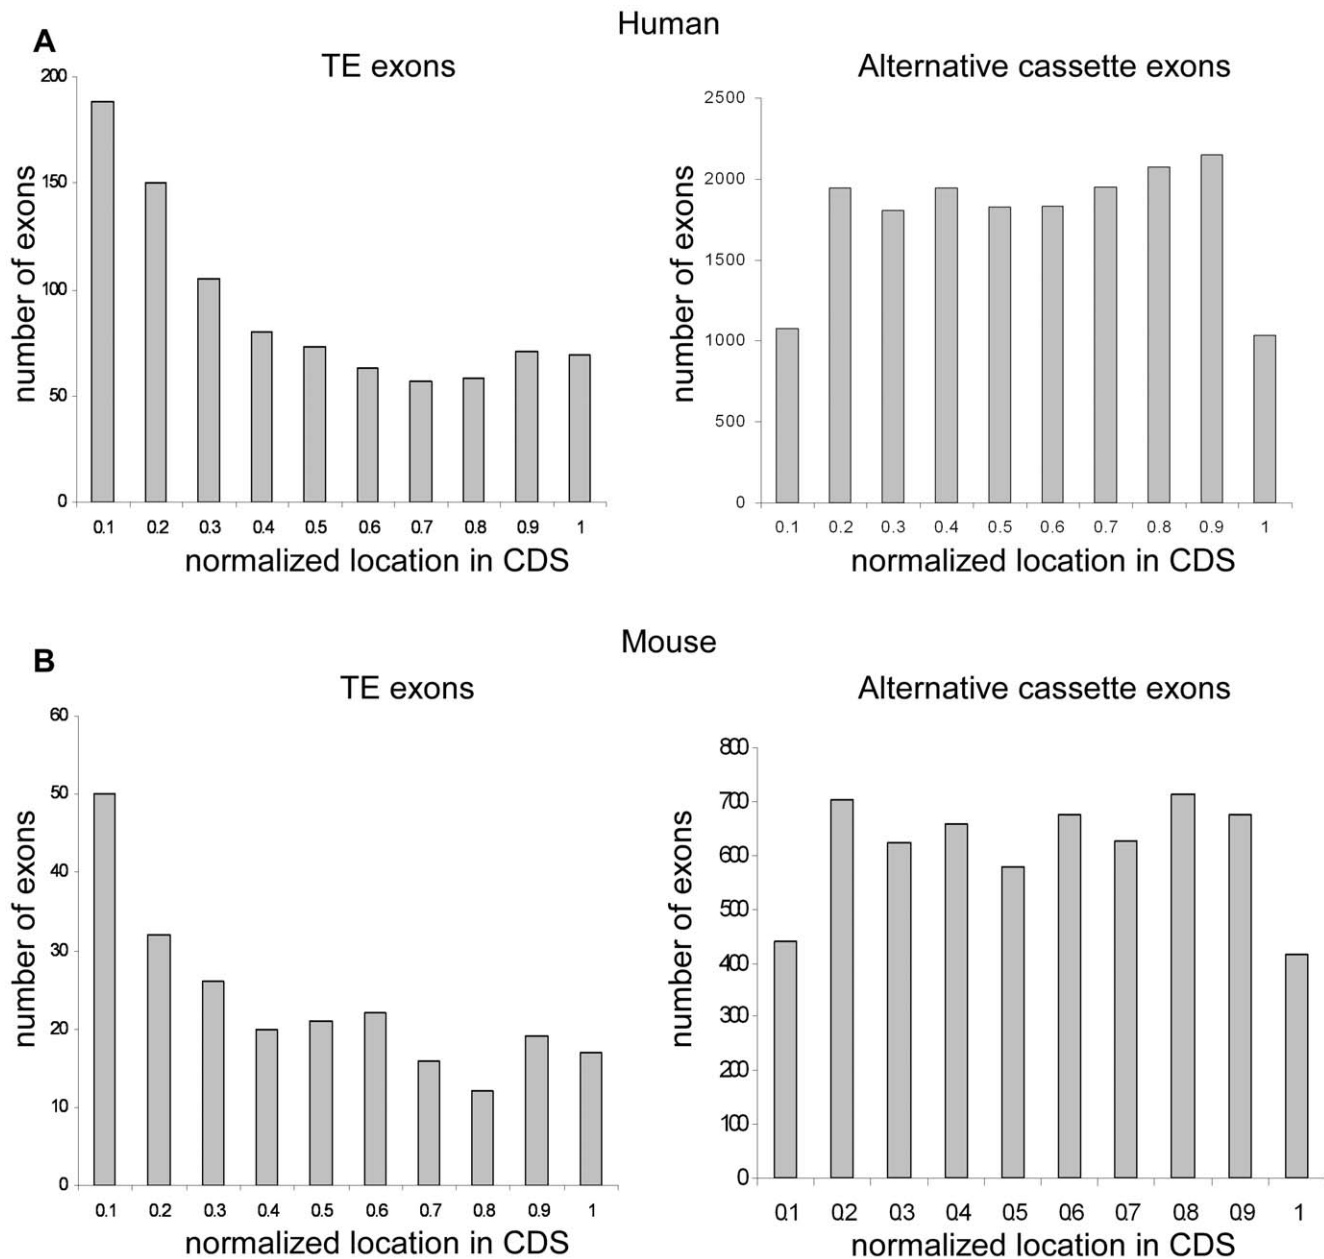 Human
A
TE exons
Alternative cassette exons
number of exons
200
150
100
50
0
0.1 0.2 0.3 0.4 0.5 0.6 0.7 0.8 0.9 1
normalized location in CDS
number of exons
2500
2000
1500
1000
500
0
0.1 0.2 0.3 0.4 0.5 0.6 0.7 0.8 0.9 1
normalized location in CDS
Mouse
B
TE exons
Alternative cassette exons
number of exons
60
50
40
30
20
10
0
0.1 0.2 0.3 0.4 0.5 0.6 0.7 0.8 0.9 1
normalized location in CDS
number of exons
800
700
600
500
400
300
200
100
0
0.1 0.2 0.3 0.4 0.5 0.6 0.7 0.8 0.9 1
normalized location in CDS